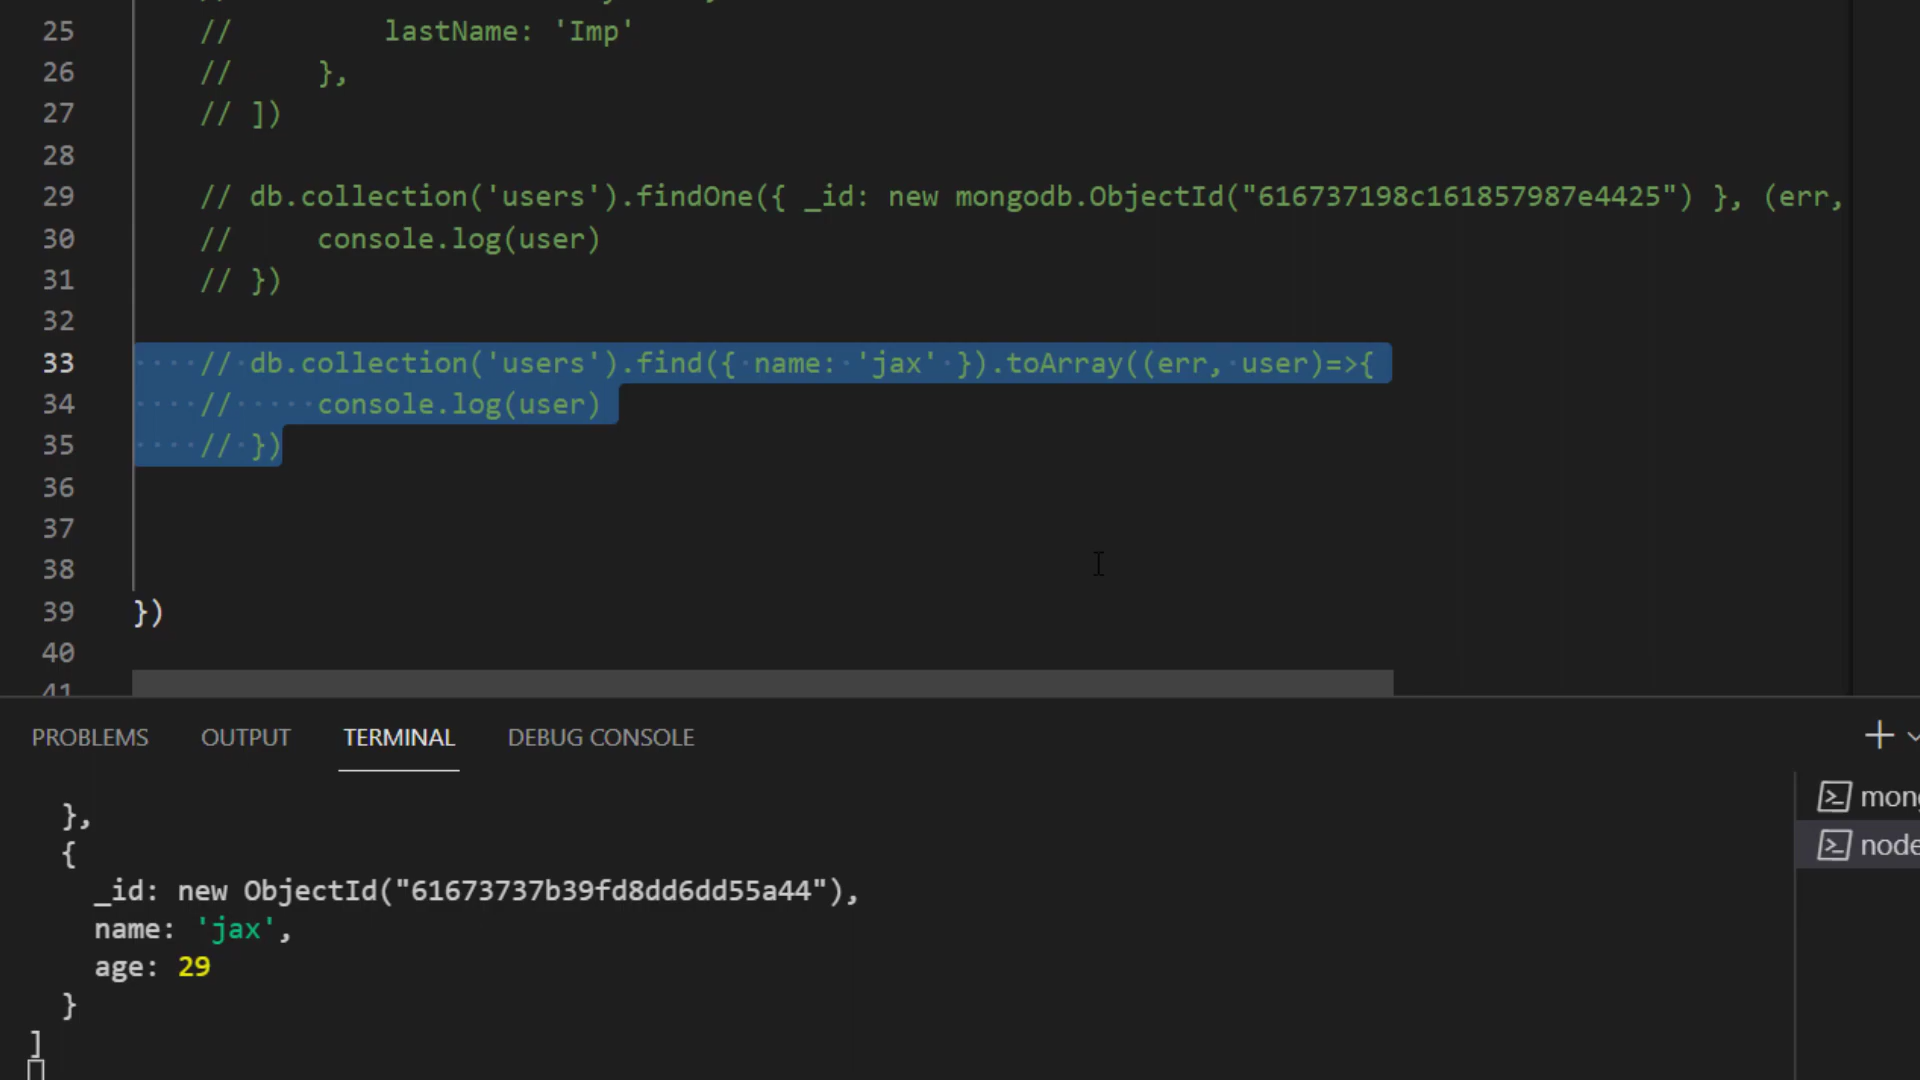 25 // lastName: 'Imp'
26 // },
27 // ])
28
29 // db.collection('users').findOne({ _id: new mongodb.ObjectId("616737198c161857987e4425") }, (err,
30 // console.log(user)
31 // })
32
33 // db.collection('users').find({ name: 'jax' }).toArray((err, user)=>{
34 // console.log(user)
35 // })
36
37
38
39 })
40
41
PROBLEMS OUTPUT TERMINAL DEBUG CONSOLE
},
{
_id: new ObjectId("61673737b39fd8dd6dd55a44"),
name: 'jax',
age: 29
}
]
mon
node